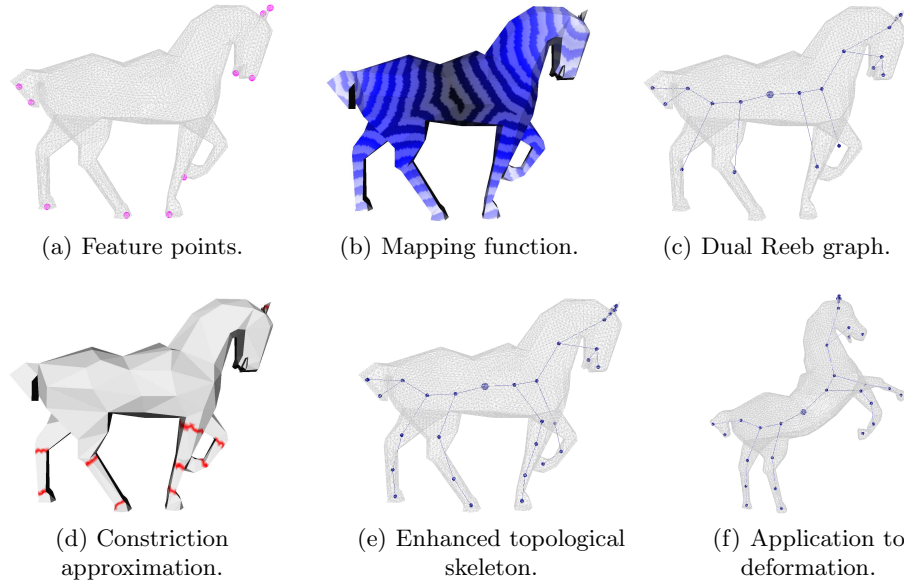 (a) Feature points.
(b) Mapping function.
(c) Dual Reeb graph.
(d) Constriction
approximation.
(e) Enhanced topological
skeleton.
(f) Application to
deformation.